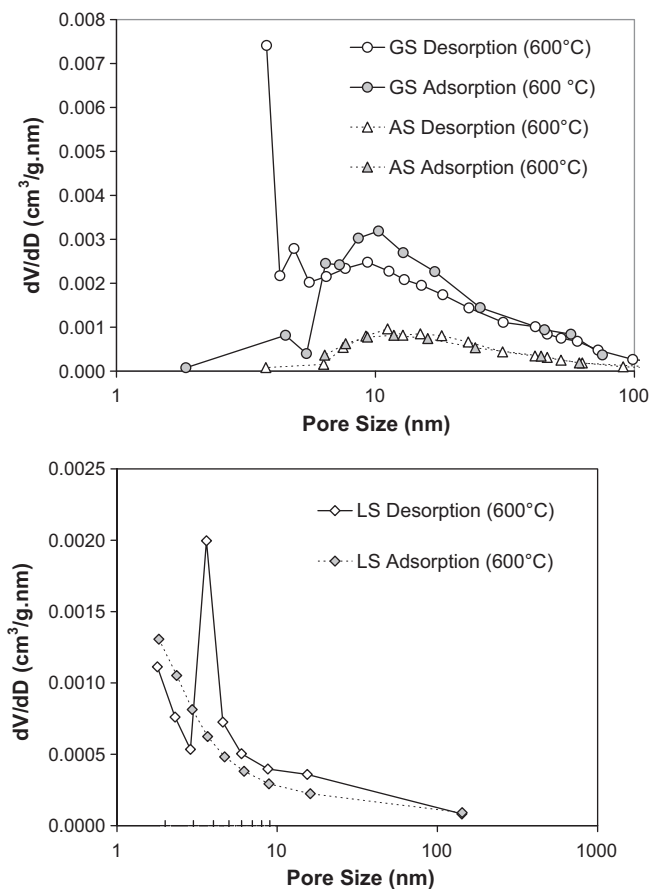 0.008
0.007
0.006
0.005
0.004
0.003
0.002
0.001
0.000
dV/dD (cm³/g.nm)
GS Desorption (600°C)
GS Adsorption (600 °C)
AS Desorption (600°C)
AS Adsorption (600°C)
1 10 100
Pore Size (nm)
0.0025
0.0020
0.0015
0.0010
0.0005
0.0000
dV/dD (cm³/g.nm)
LS Desorption (600°C)
LS Adsorption (600°C)
1 10 100 1000
Pore Size (nm)